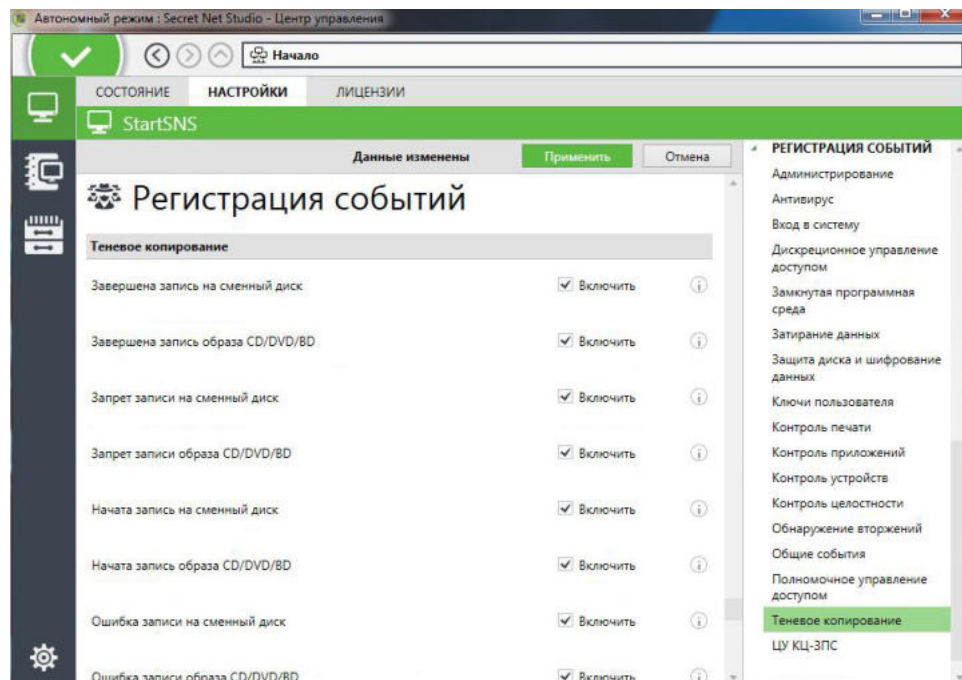 Автономный режим : Secret Net Studio - Центр управления
Начало
СОСТОЯНИЕ НАСТРОЙКИ ЛИЦЕНЗИИ
StartSNS
Данные изменены Применить Отмена
Регистрация событий
Теневое копирование
Завершена запись на сменный диск Включить
Завершена запись образа CD/DVD/BD Включить
Запрет записи на сменный диск Включить
Запрет записи образа CD/DVD/BD Включить
Начата запись на сменный диск Включить
Начата запись образа CD/DVD/BD Включить
Ошибка записи на сменный диск Включить
Ошибка записи образа CD/DVD/BD Включить
РЕГИСТРАЦИЯ СОБЫТИЙ
Администрирование
Антивирус
Вход в систему
Дискреционное управление
доступом
Замкнутая программная
среда
Затирание данных
Защита диска и шифрование
данных
Ключи пользователя
Контроль печати
Контроль приложений
Контроль устройств
Контроль целостности
Обнаружение вторжений
Общие события
Полномочное управление
доступом
Теневое копирование
ЦУ КЦ-ЗПС